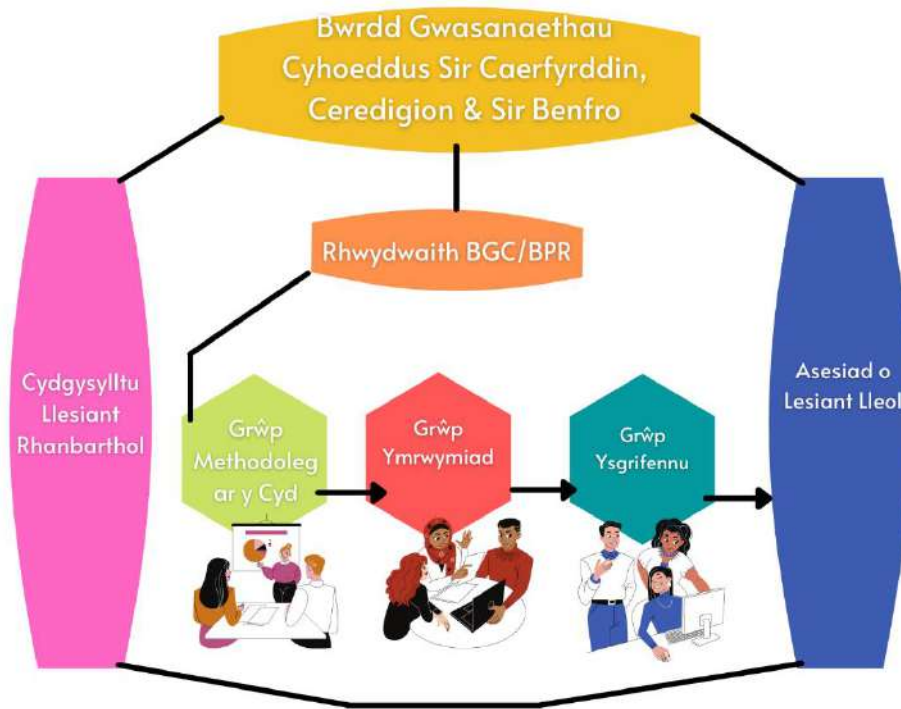 Bwrdd Gwasanaethau
Cyhoeddus Sir Caerfyrddin,
Ceredigion & Sir Benfro
Rhwydwaith BGC/BPR
Cydgysylltu
Llesiant
Rhanbarthol
Grŵp
Methodoleg
ar y Cyd
Grŵp
Ymrwymiad
Grŵp
Ysgrifennu
Asesiad o
Lesiant Lleol